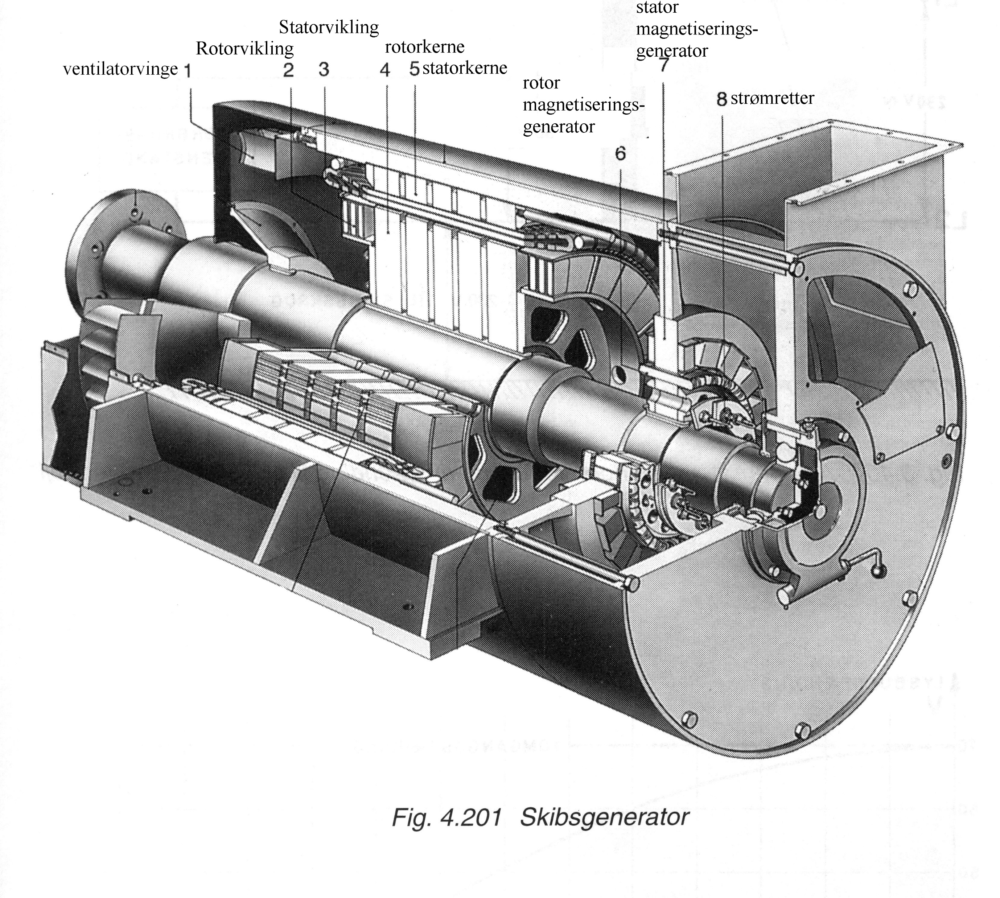 stator
magnetiserings-
generator
7
Statorvikling
Rotorvikling
rotorkerne
ventilatorvinge 1
2
3
4
5 statorkerne
rotor
magnetiserings-
generator
6
8 strømretter
Fig. 4.201 Skibsgenerator